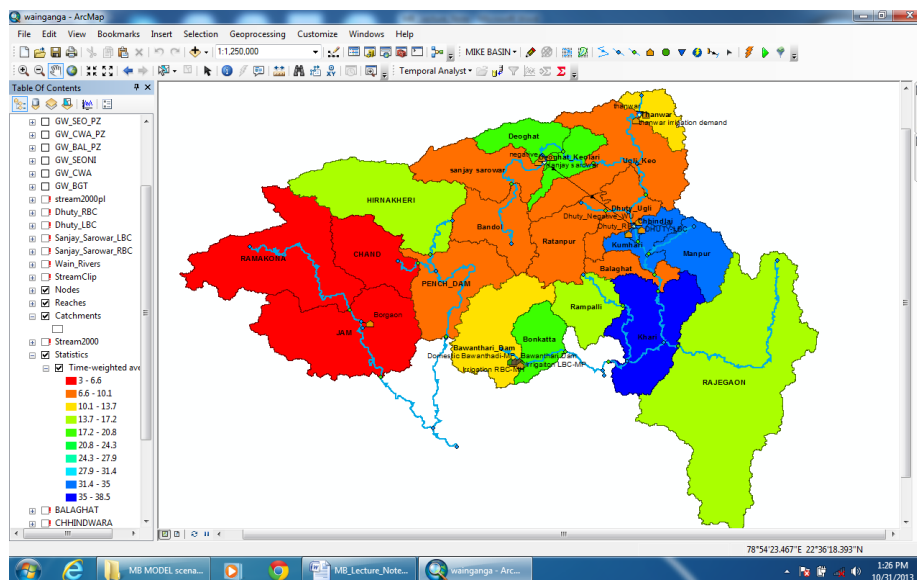 wainganga - ArcMap
File Edit View Bookmarks Insert Selection Geoprocessing Customize Windows Help
1:1,250,000
MIKE BASIN
Temporal Analyst
Table Of Contents
GW_SEO_PZ
GW_CWA_PZ
GW_BAL_PZ
GW_SEONI
GW_CWA
GW_BGT
stream2000pl
Dhuty_RBC
Dhuty_LBC
Sanjay_Sarowar_LBC
Sanjay_Sarowar_RBC
Wain_Rivers
StreamClip
Nodes
Reaches
Catchments
Stream2000
Statistics
Time-weighted ave
3 - 6.6
6.6 - 10.1
10.1 - 13.7
13.7 - 17.2
17.2 - 20.8
20.8 - 24.3
24.3 - 27.9
27.9 - 31.4
31.4 - 35
35 - 38.5
BALAGHAT
CHHINDWARA
thanwar
Thanwar
thanwar irrigation demand
Deoghat
negative
Deoghat_Keolari
Sanjay sarowar
sanjay sarowar
Ugli_Keo
HIRNAKHERI
Dhuty_Ugli
Dhuty_Negative_WU
Dhuty_RB
DHUTY-LBC
Bandol
Ratanpur
Kumhari
Manpur
RAMAKONA
CHAND
Balaghat
PENCH_DAM
Rampalli
Borgaon
JAM
Bonkatta
Bawanthari_Dam
Bawanthari Dam
Domestic Bawanthadi-MP
Irrigation LBC-MP
Irrigation RBC-MH
RAJEGAON
78°54'23.467"E 22°36'18.393"N
MB MODEL scena...
MB_Lecture_Note...
wainganga - Arc...
1:26 PM
10/31/2013